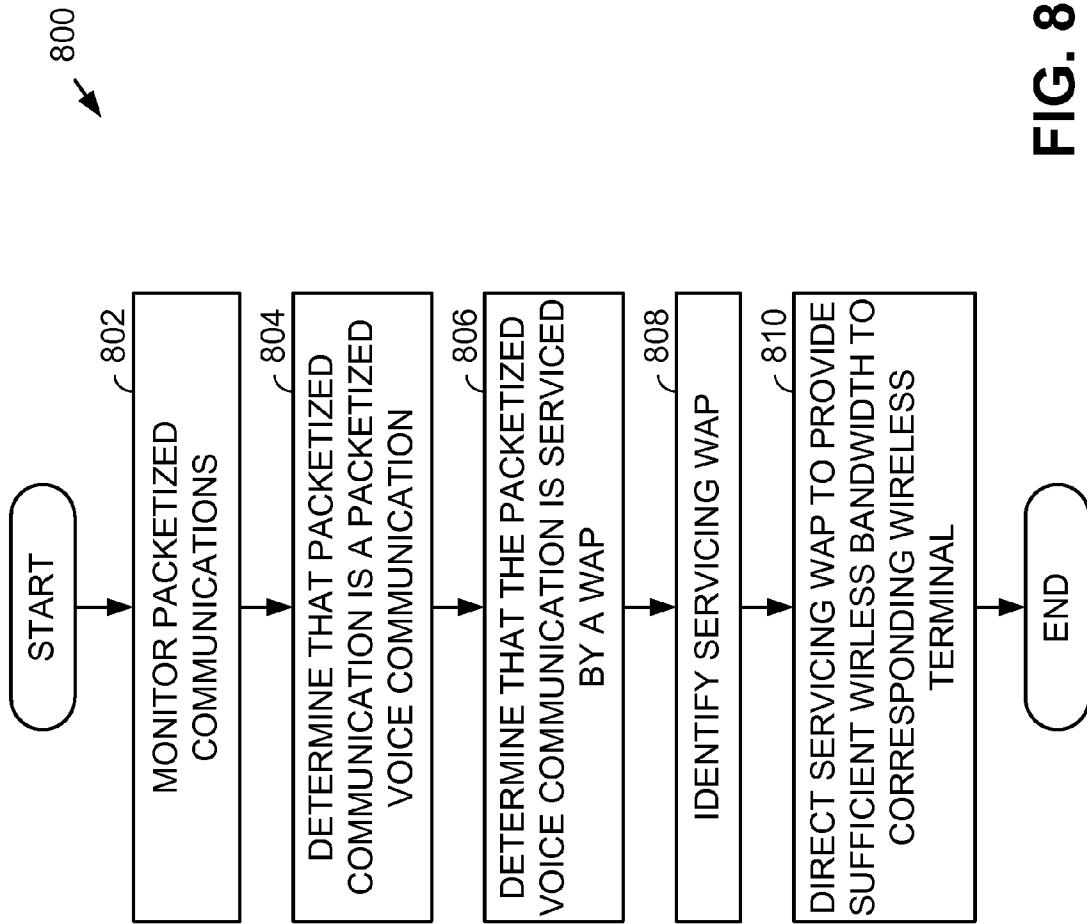 800
START
802
MONITOR PACKETIZED
COMMUNICATIONS
804
DETERMINE THAT PACKETIZED
COMMUNICATION IS A PACKETIZED
VOICE COMMUNICATION
806
DETERMINE THAT THE PACKETIZED
VOICE COMMUNICATION IS SERVICED
BY A WAP
808
IDENTIFY SERVICING WAP
810
DIRECT SERVICING WAP TO PROVIDE
SUFFICIENT WIRLESS BANDWIDTH TO
CORRESPONDING WIRELESS
TERMINAL
END
FIG. 8